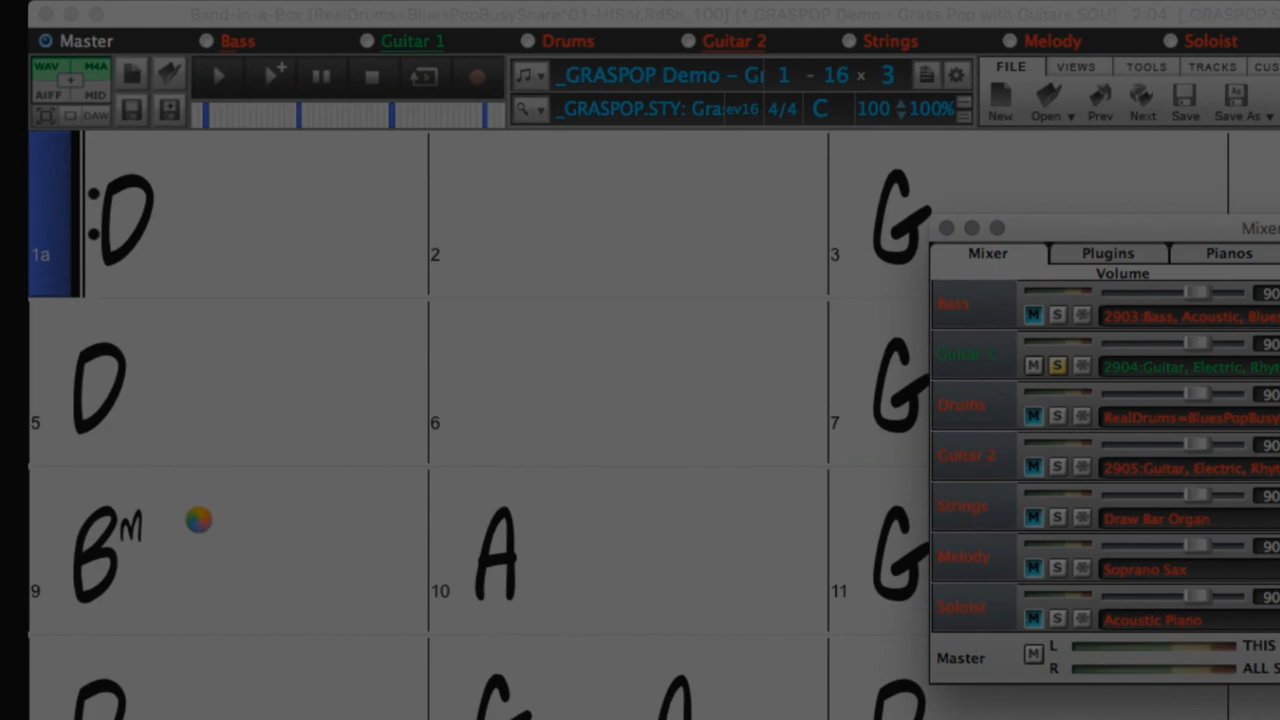 Band-in-a-Box [RealDrums=BluesPopBusySnare^01-HtSnr,RdSn_100] [*_GRASPOP Demo - Grass Pop with Guitars.SGU] 2:04 [_GRASPOP.S
Master Bass Guitar 1 Drums Guitar 2 Strings Melody Soloist
WAV M4A
AIFF MID
DAW
_GRASPOP Demo - Gr 1 - 16 x 3
_GRASPOP.STY: Gra: ev16 4/4 C 100 100%
FILE VIEWS TOOLS TRACKS CUS
New Open Prev Next Save Save As
D G
1a 2 3
D G
5 6 7
Bm A G
9 10 11
D G A D
Mixer
Mixer Plugins Pianos
Volume
Bass 90
M S 2903:Bass, Acoustic, Blue
Guitar 1 90
M S 2904:Guitar, Electric, Rhy
Drums 90
M S RealDrums=BluesPopBusy
Guitar 2 90
M S 2905:Guitar, Electric, Rhy
Strings 90
M S Draw Bar Organ
Melody 90
M S Soprano Sax
Soloist 90
M S Acoustic Piano
Master M L THIS
R ALL S